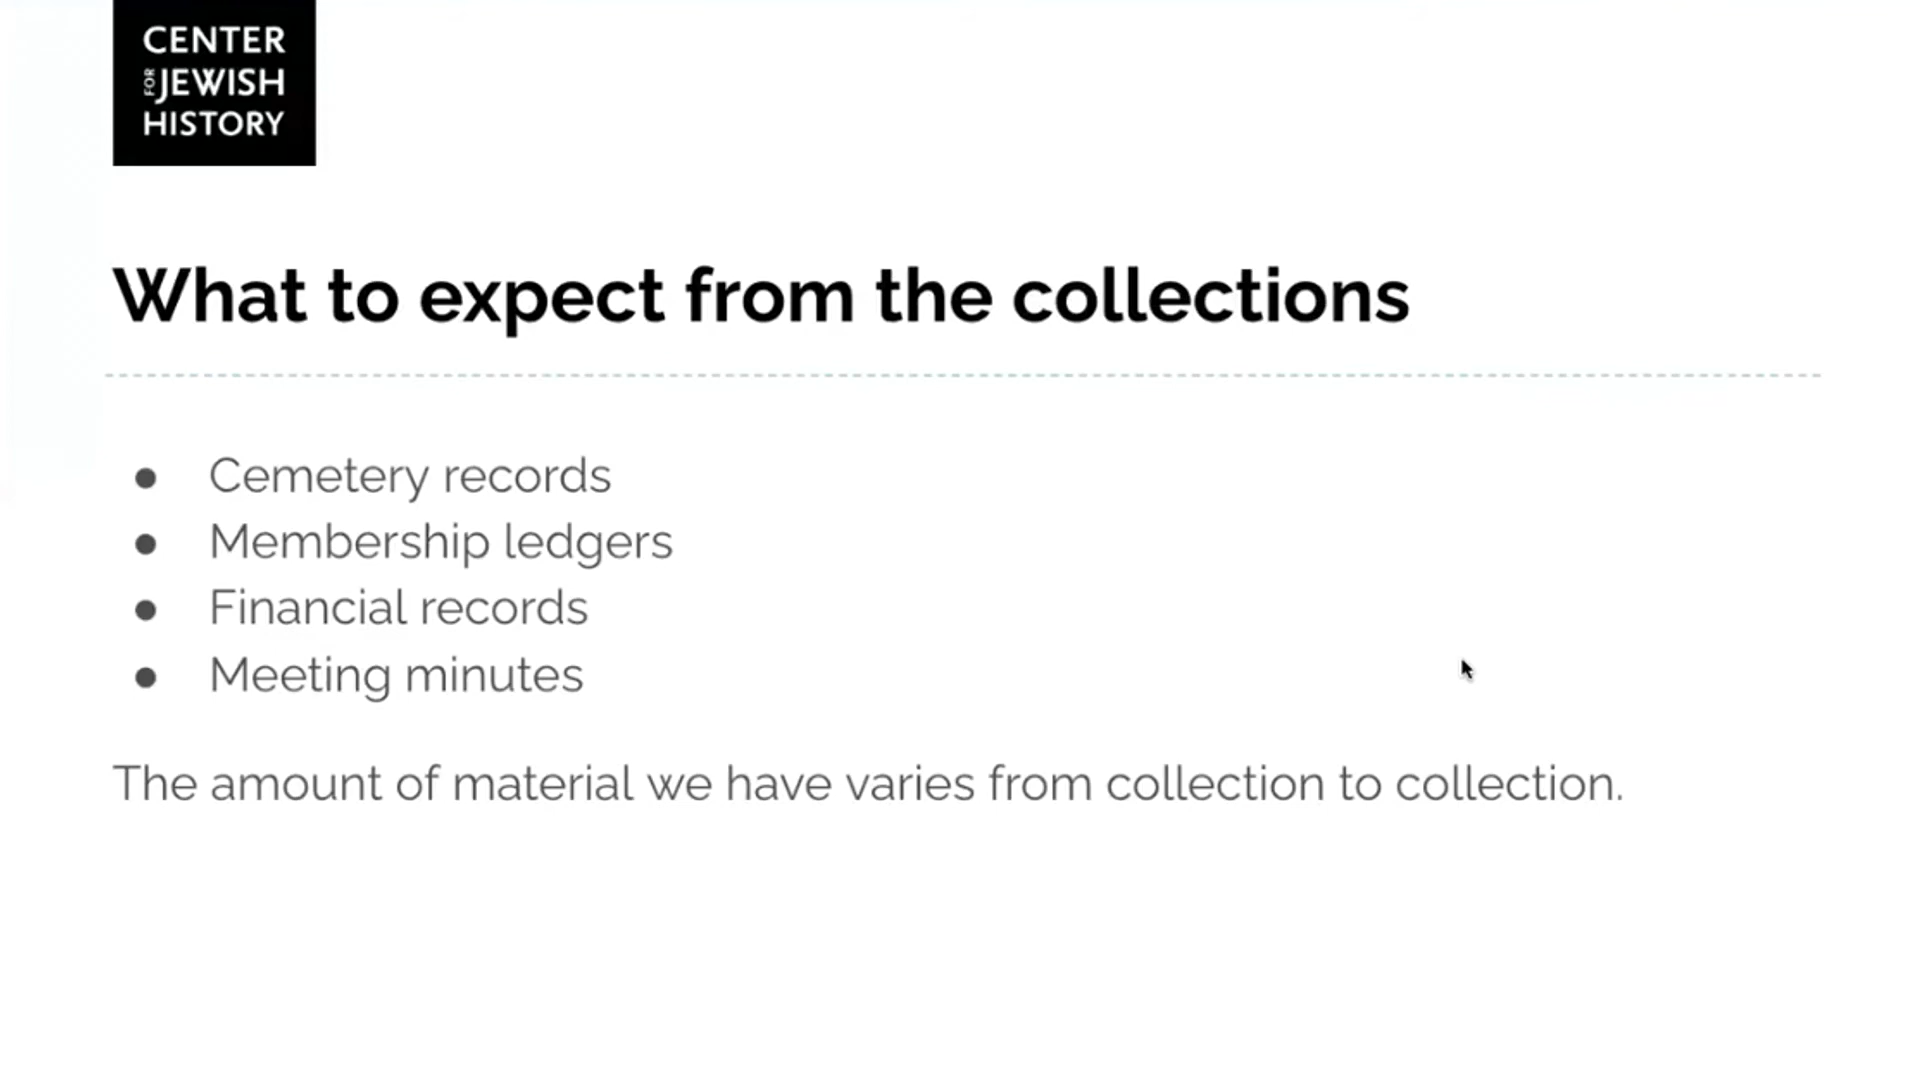 CENTER
FOR JEWISH
HISTORY
What to expect from the collections
● Cemetery records
● Membership ledgers
● Financial records
● Meeting minutes
The amount of material we have varies from collection to collection.